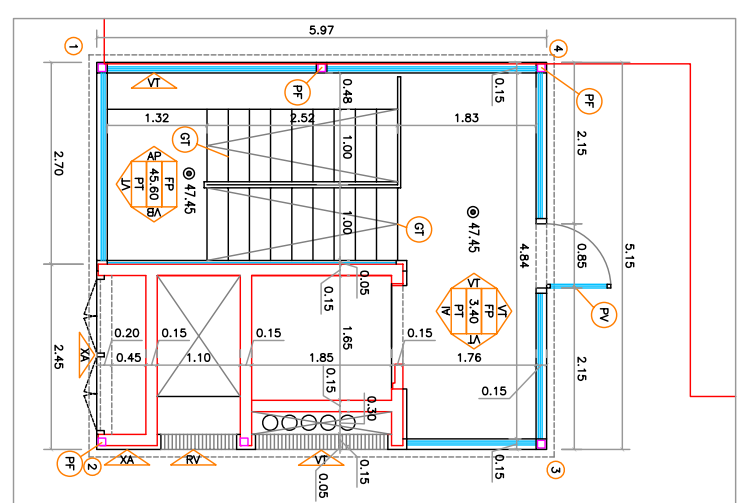 5.97
1
4
VT
PF
0.48
0.15
PF
1.32
2.52
1.83
GT
1.00
2.15
2.70
AP
FP
45.60
PT
VT
VB
47.45
47.45
1.00
GT
4.84
0.85
5.15
0.05
0.15
VT
FP
3.40
PT
AI
VT
VT
PV
0.20
0.15
0.15
1.65
0.15
XA
0.45
1.10
1.85
1.76
2.45
2.15
0.15
0.15
0.30
PF
2
XA
RV
VT
0.05
0.15
0.15
3